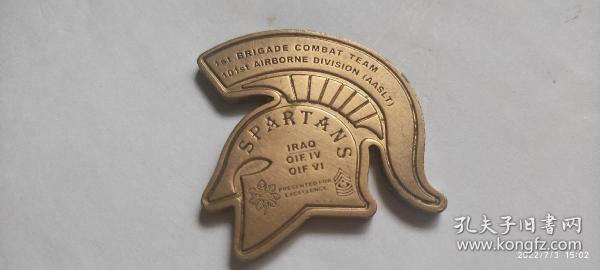 1st BRIGADE COMBAT TEAM
101st AIRBORNE DIVISION (AASLT)
SPARTANS
IRAQ
OIF IV
OIF VI
PRESENTED FOR
EXCELLENCE
孔夫子旧书网
www.kongfz.com
2022/7/3 15:02